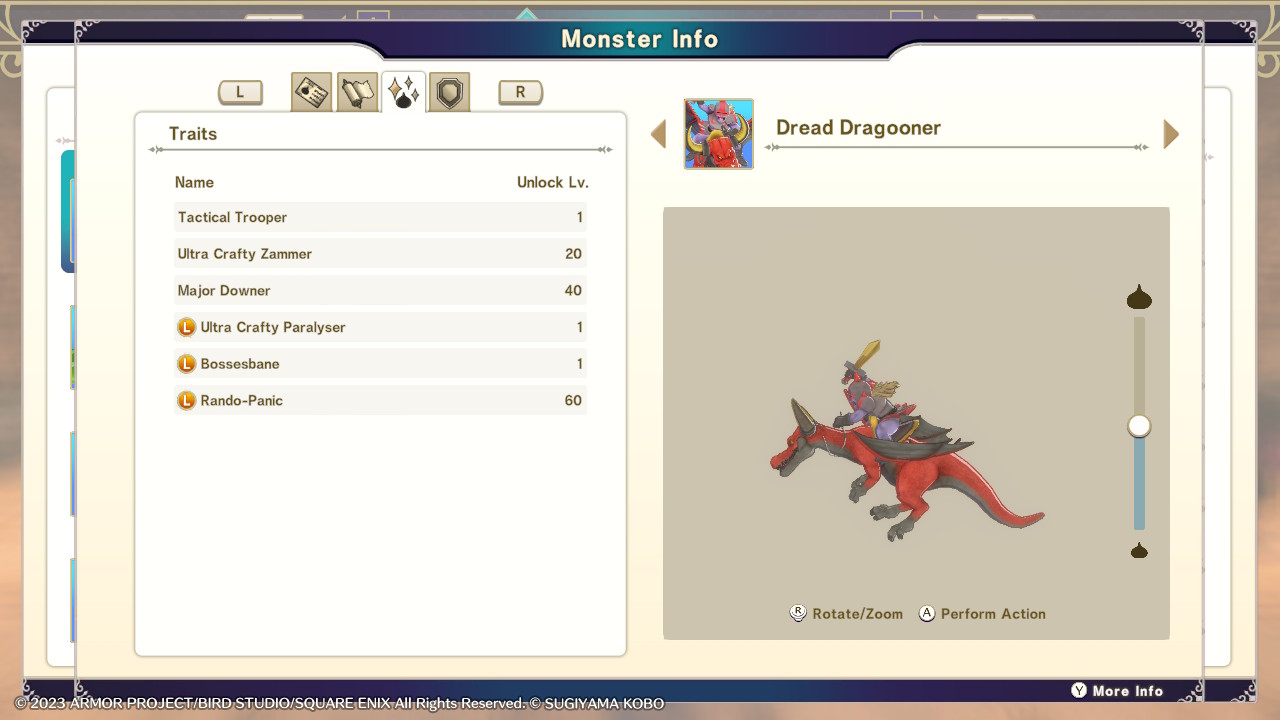 Monster Info
L
R
Traits
Name Unlock Lv.
Tactical Trooper 1
Ultra Crafty Zammer 20
Major Downer 40
L Ultra Crafty Paralyser 1
L Bossesbane 1
L Rando-Panic 60
Dread Dragooner
R Rotate/Zoom A Perform Action
Y More Info
© 2023 ARMOR PROJECT/BIRD STUDIO/SQUARE ENIX All Rights Reserved. © SUGIYAMA KOBO